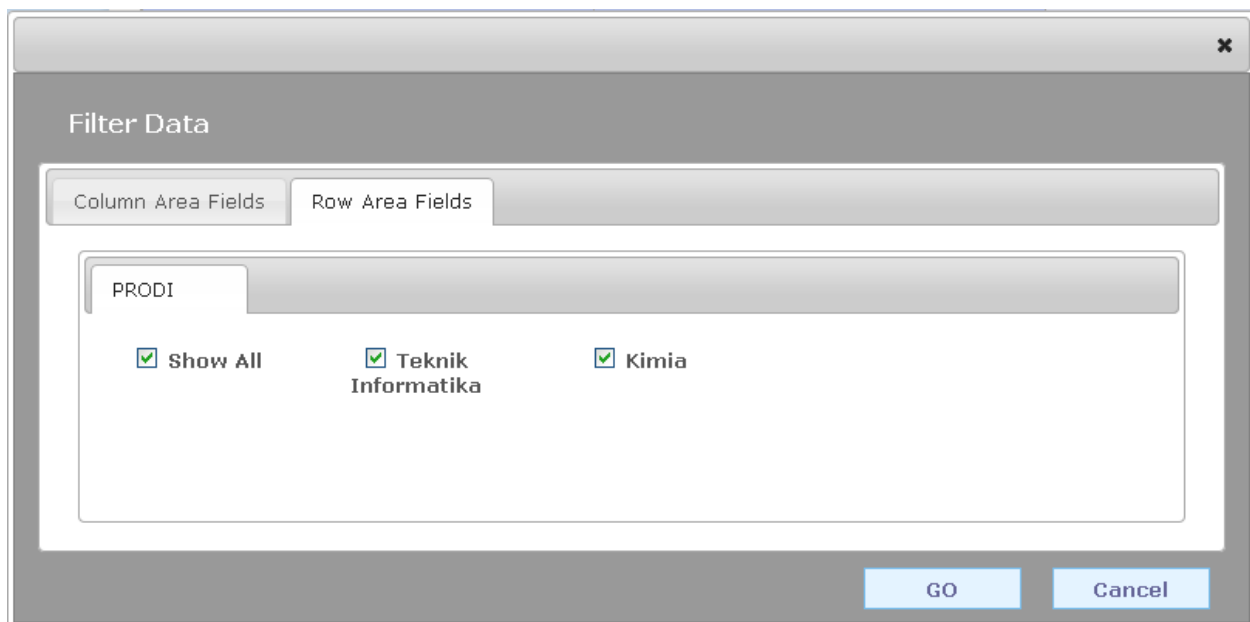 Filter Data
Column Area Fields
Row Area Fields
PRODI
Show All
Teknik
Informatika
Kimia
GO
Cancel